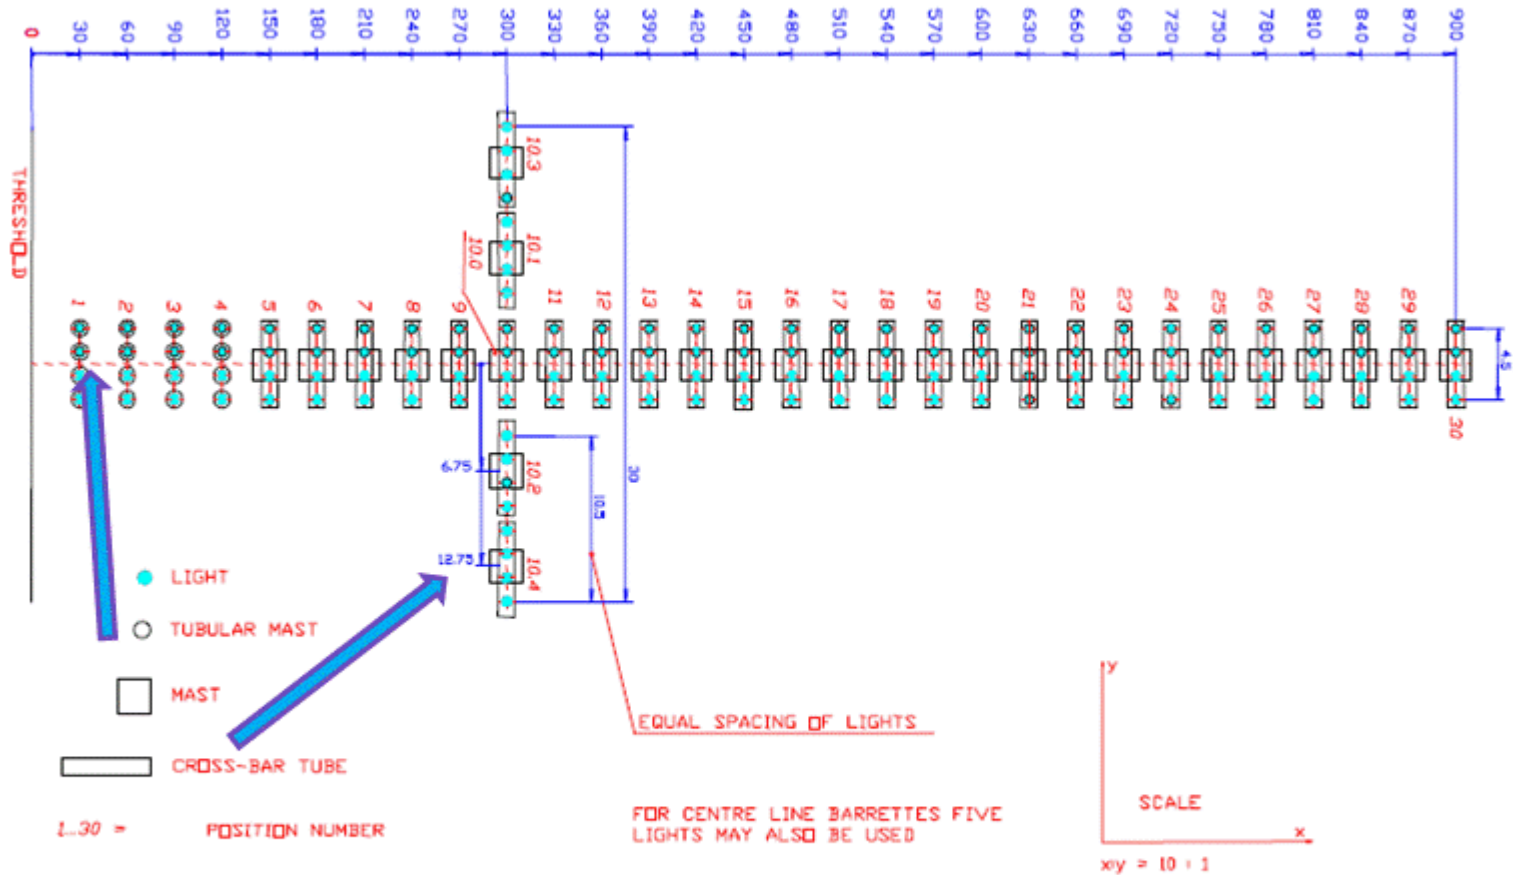 0 30 60 90 120 150 180 210 240 270 300 330 360 390 420 450 480 510 540 570 600 630 660 690 720 750 780 810 840 870 900
THRESHOLD
10.3
10.1
10.0
1 2 3 4 5 6 7 8 9 11 12 13 14 15 16 17 18 19 20 21 22 23 24 25 26 27 28 29
4.5
30
6.75
10.2
30
10.5
12.75
10.4
LIGHT
TUBULAR MAST
MAST
CROSS-BAR TUBE
1...30 = POSITION NUMBER
EQUAL SPACING OF LIGHTS
FOR CENTRE LINE BARRETTES FIVE
LIGHTS MAY ALSO BE USED
y
SCALE
x
x:y = 10 : 1